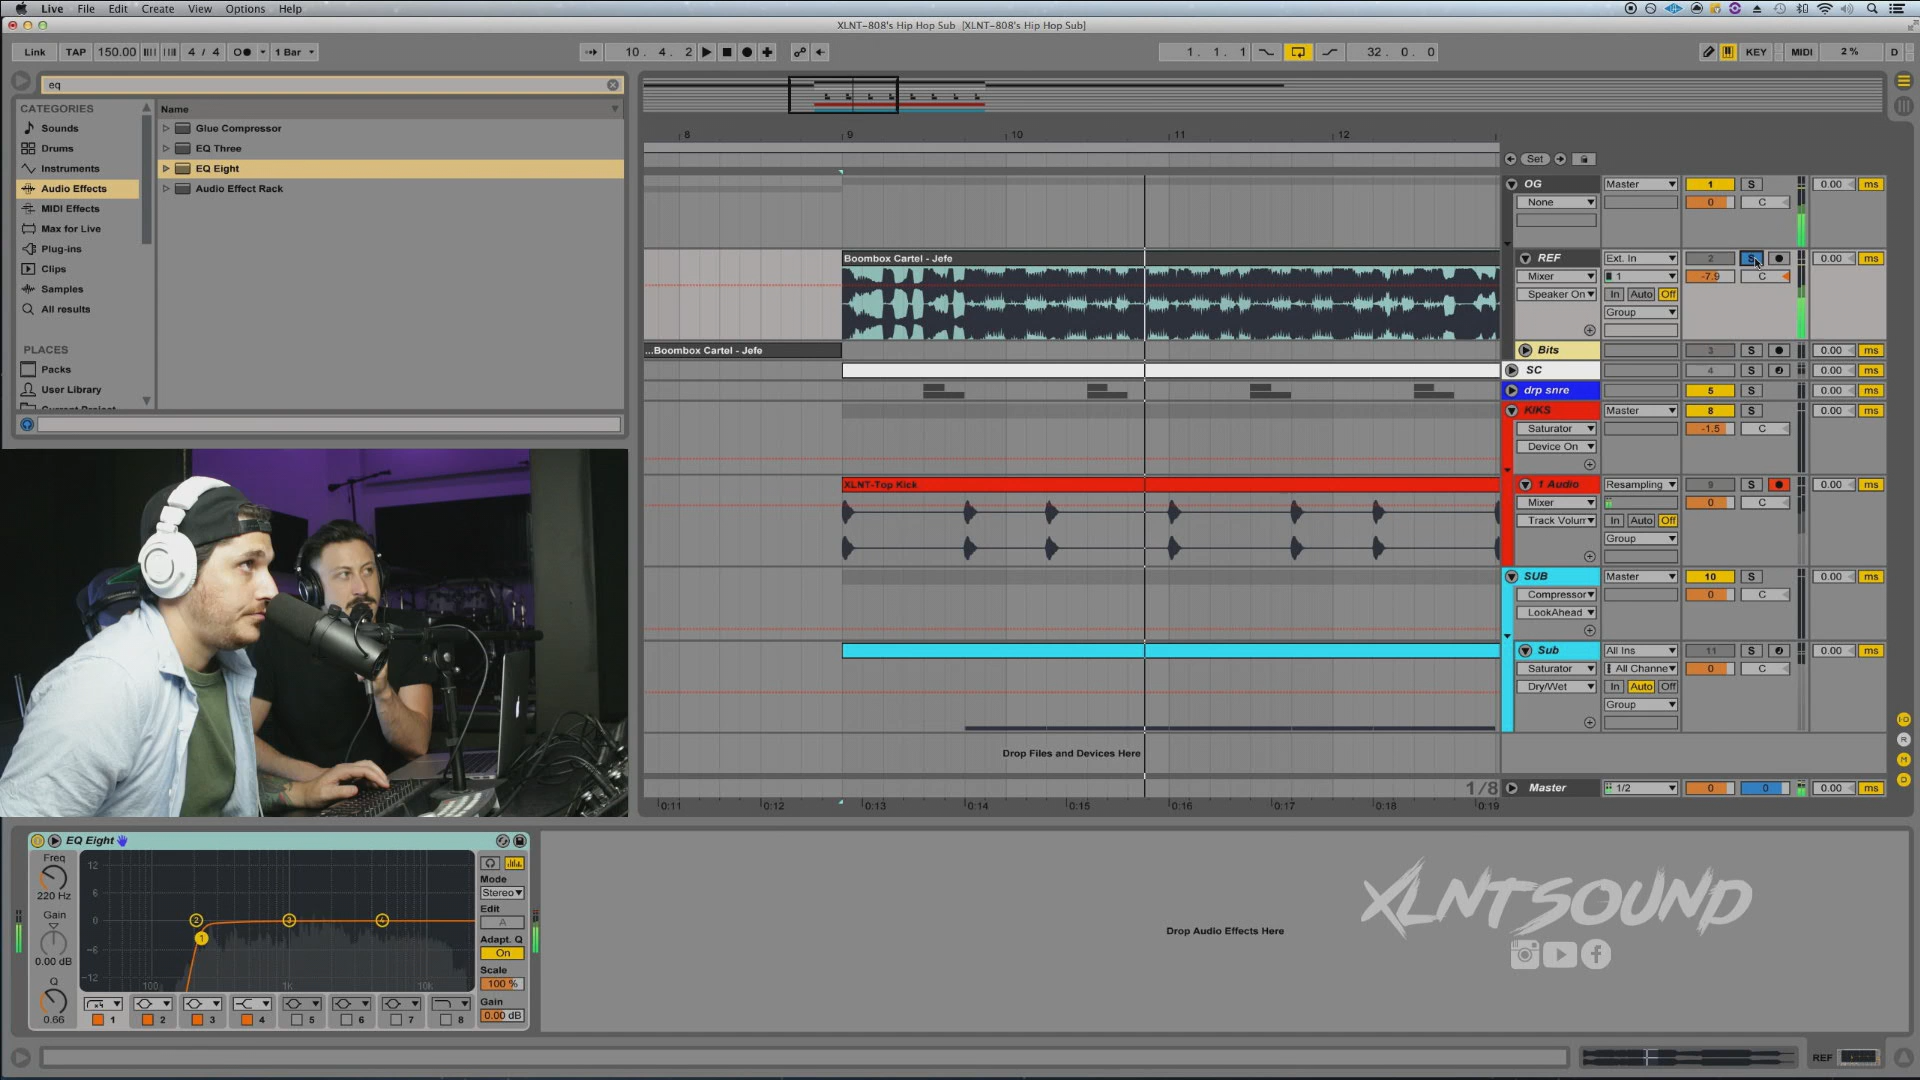 Live File Edit Create View Options Help
XLNT-808's Hip Hop Sub [XLNT-808's Hip Hop Sub]
Link TAP 150.00 4 / 4 1 Bar 10. 4. 2 1. 1. 1 32. 0. 0 KEY MIDI 2 % D
eq
CATEGORIES Name
Sounds Glue Compressor
Drums EQ Three
Instruments EQ Eight
Audio Effects Audio Effect Rack
MIDI Effects
Max for Live
Plug-ins
Clips
Samples
All results
PLACES
Packs
User Library
8 9 10 11 12
Set
OG Master 1 S 0.00 ms
None 0 C
Boombox Cartel - Jefe REF Ext. In 2 S 0.00 ms
Mixer 1 -7.9 C
Speaker On In Auto Off
Group
...Boombox Cartel - Jefe Bits 3 S 0.00 ms
SC 4 S 0.00 ms
drp snre 5 S 0.00 ms
KIKS Master 8 S 0.00 ms
Saturator -1.5 C
Device On
XLNT-Top Kick 1 Audio Resampling 9 S 0.00 ms
Mixer 0 C
Track Volum In Auto Off
Group
SUB Master 10 S 0.00 ms
Compressor 0 C
LookAhead
Sub All Ins 11 S 0.00 ms
Saturator All Channe 0 C
Dry/Wet In Auto Off
Group
Drop Files and Devices Here
1/8 Master 1/2 0 0 0.00 ms
0:11 0:12 0:13 0:14 0:15 0:16 0:17 0:18 0:19
EQ Eight
Freq
220 Hz
Gain
0.00 dB
Q
0.66
12
6
0
-6
-12
100 1K 10K
1 2 3 4
Mode
Stereo
Edit
A
Adapt. Q
On
Scale
100 %
Gain
0.00 dB
1 2 3 4 5 6 7 8
Drop Audio Effects Here
XLNTSOUND
REF